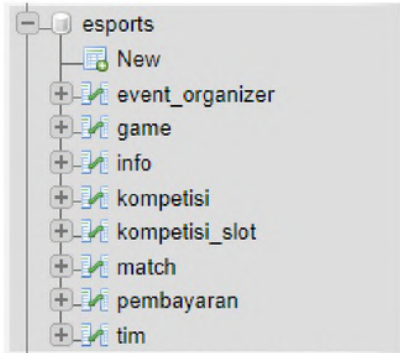 esports
New
event_organizer
game
info
kompetisi
kompetisi_slot
match
pembayaran
tim